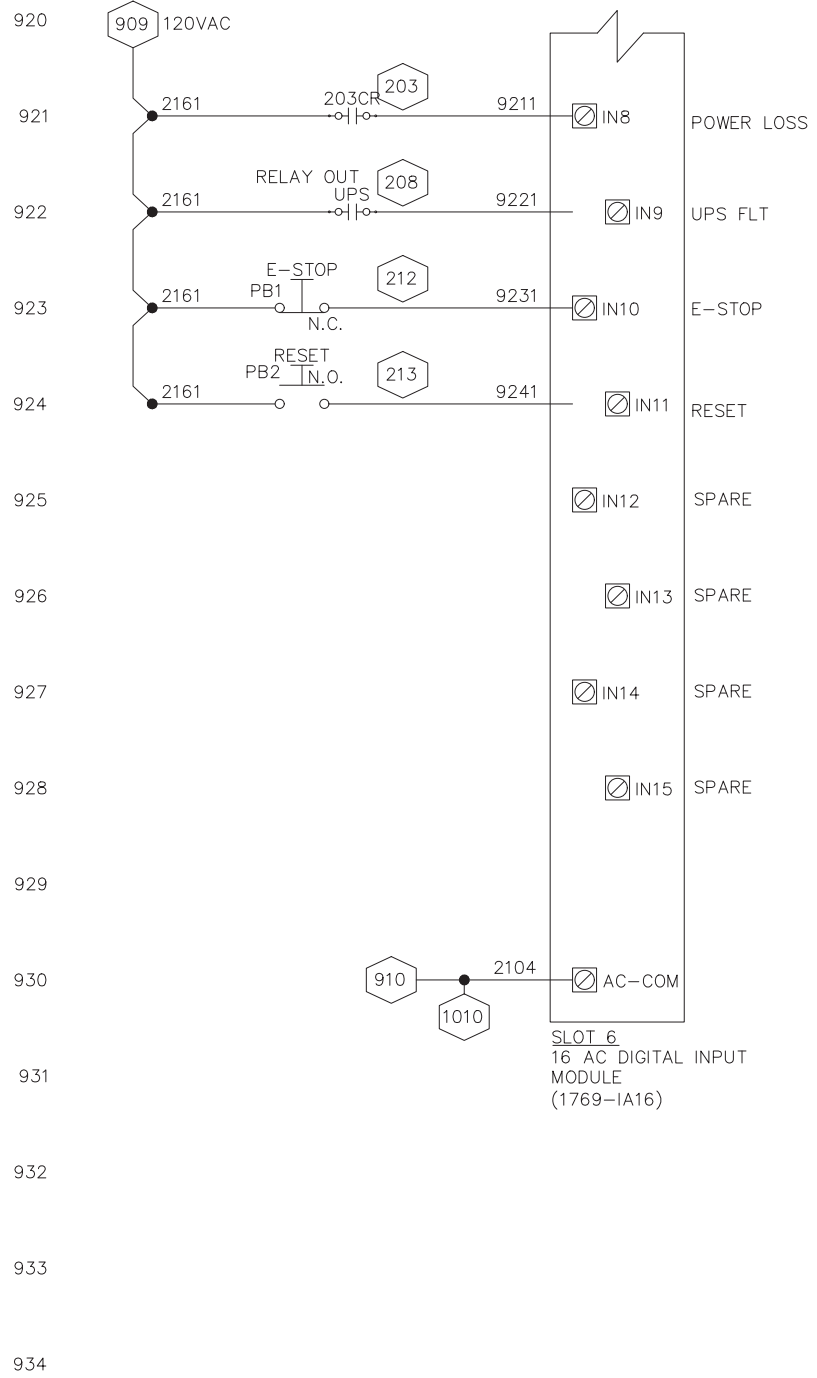 920
909 120VAC
203
203CR
2161
9211
921
IN8
POWER LOSS
RELAY OUT
UPS
208
2161
9221
922
IN9
UPS FLT
E-STOP
212
PB1
2161
9231
923
IN10
E-STOP
N.C.
RESET
PB2
N.O.
213
2161
9241
924
IN11
RESET
925
IN12
SPARE
926
IN13
SPARE
927
IN14
SPARE
928
IN15
SPARE
929
930
910
2104
AC-COM
1010
SLOT 6
16 AC DIGITAL INPUT
931
MODULE
(1769-IA16)
932
933
934